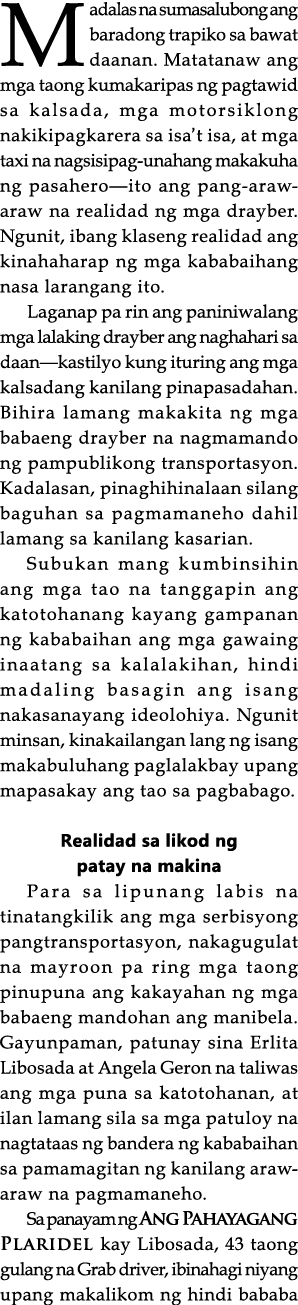 Madalas na sumasalubong ang
baradong trapiko sa bawat
daanan. Matatanaw ang
mga taong kumakaripas ng pagtawid
sa kalsada, mga motorsiklong
nakikipagkarera sa isa’t isa, at mga
taxi na nagsisipag-unahang makakuha
ng pasahero—ito ang pang-araw-
araw na realidad ng mga drayber.
Ngunit, ibang klaseng realidad ang
kinahaharap ng mga kababaihang
nasa larangang ito.
Laganap pa rin ang paniniwalang
mga lalaking drayber ang naghahari sa
daan—kastilyo kung ituring ang mga
kalsadang kanilang pinapasadahan.
Bihira lamang makakita ng mga
babaeng drayber na nagmamando
ng pampublikong transportasyon.
Kadalasan, pinaghihinalaan silang
baguhan sa pagmamaneho dahil
lamang sa kanilang kasarian.
Subukan mang kumbinsihin
ang mga tao na tanggapin ang
katotohanang kayang gampanan
ng kababaihan ang mga gawaing
inaatang sa kalalakihan, hindi
madaling basagin ang isang
nakasanayang ideolohiya. Ngunit
minsan, kinakailangan lang ng isang
makabuluhang paglalakbay upang
mapasakay ang tao sa pagbabago.
Realidad sa likod ng
patay na makina
Para sa lipunang labis na
tinatangkilik ang mga serbisyong
pangtransportasyon, nakagugulat
na mayroon pa ring mga taong
pinupuna ang kakayahan ng mga
babaeng mandohan ang manibela.
Gayunpaman, patunay sina Erlita
Libosada at Angela Geron na taliwas
ang mga puna sa katotohanan, at
ilan lamang sila sa mga patuloy na
nagtataas ng bandera ng kababaihan
sa pamamagitan ng kanilang araw-
araw na pagmamaneho.
Sa panayam ng ANG PAHAYAGANG
PLARIDEL kay Libosada, 43 taong
gulang na Grab driver, ibinahagi niyang
upang makalikom ng hindi bababa